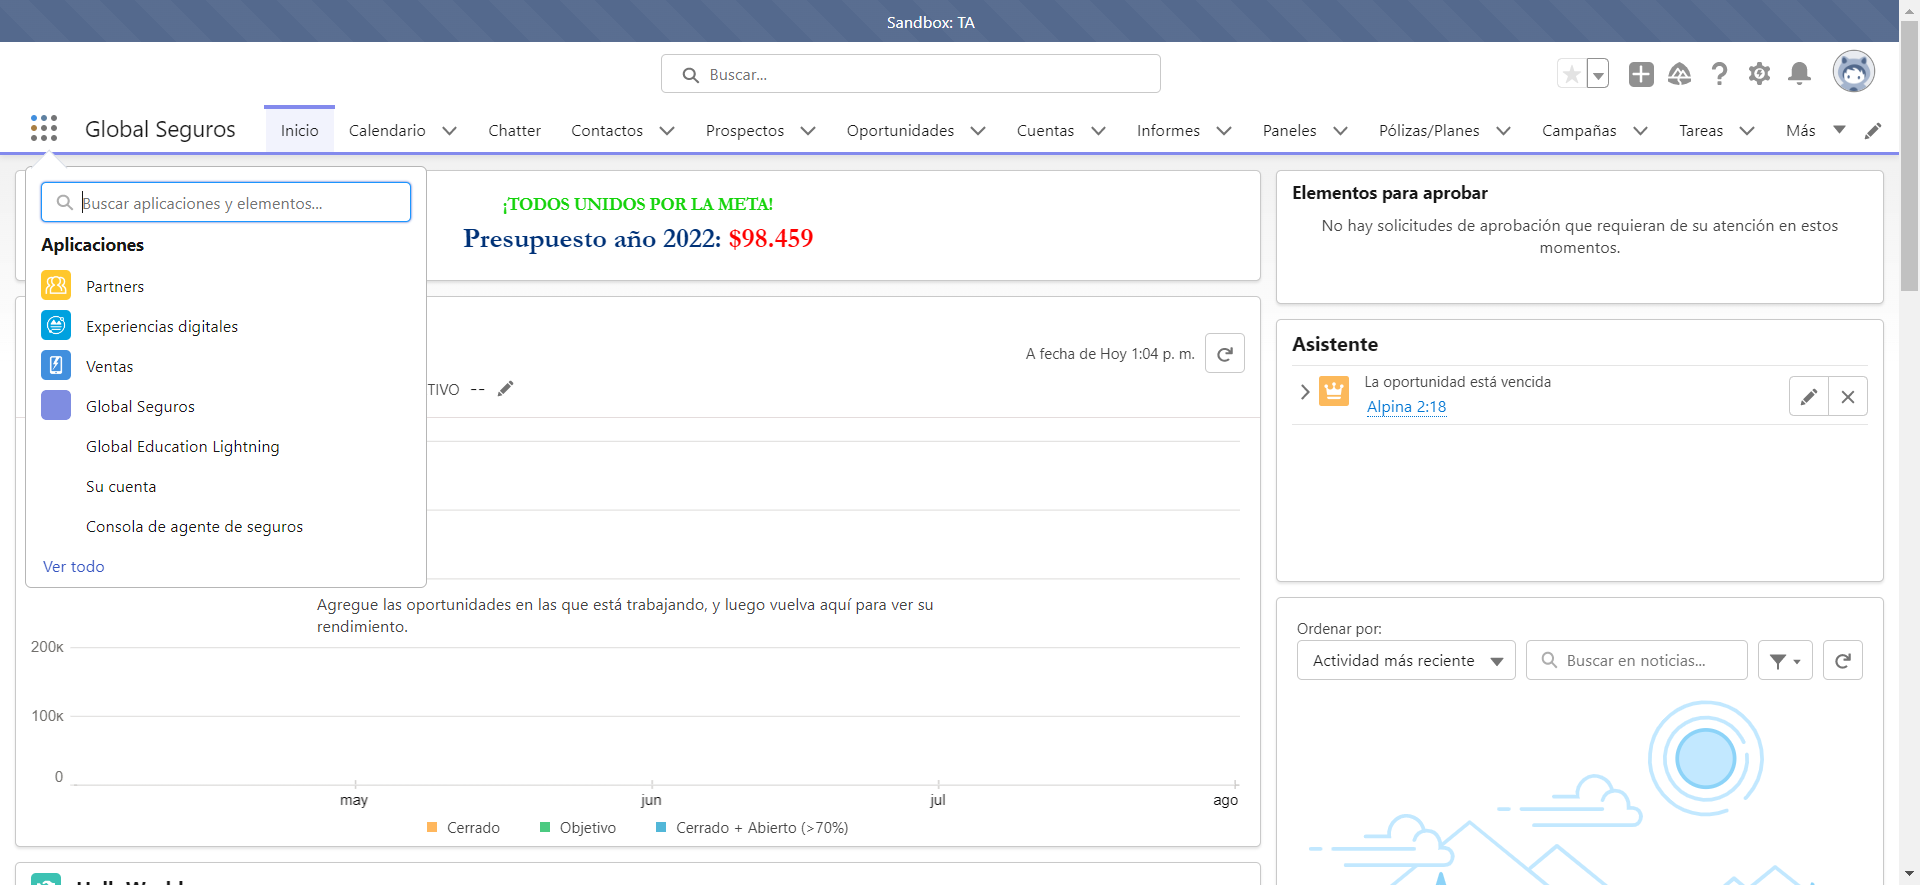 Sandbox: TA
Buscar...
Global Seguros
Inicio
Calendario
Chatter
Contactos
Prospectos
Oportunidades
Cuentas
Informes
Paneles
Pólizas/Planes
Campañas
Tareas
Más
Buscar aplicaciones y elementos...
Aplicaciones
Partners
Experiencias digitales
Ventas
Global Seguros
Global Education Lightning
Su cuenta
Consola de agente de seguros
Ver todo
¡TODOS UNIDOS POR LA META!
Presupuesto año 2022: $98.459
A fecha de Hoy 1:04 p. m.
TIVO --
Agregue las oportunidades en las que está trabajando, y luego vuelva aquí para ver su
rendimiento.
200K
100K
0
may
jun
jul
ago
Cerrado
Objetivo
Cerrado + Abierto (>70%)
Elementos para aprobar
No hay solicitudes de aprobación que requieran de su atención en estos
momentos.
Asistente
La oportunidad está vencida
Alpina 2:18
Ordenar por:
Actividad más reciente
Buscar en noticias...